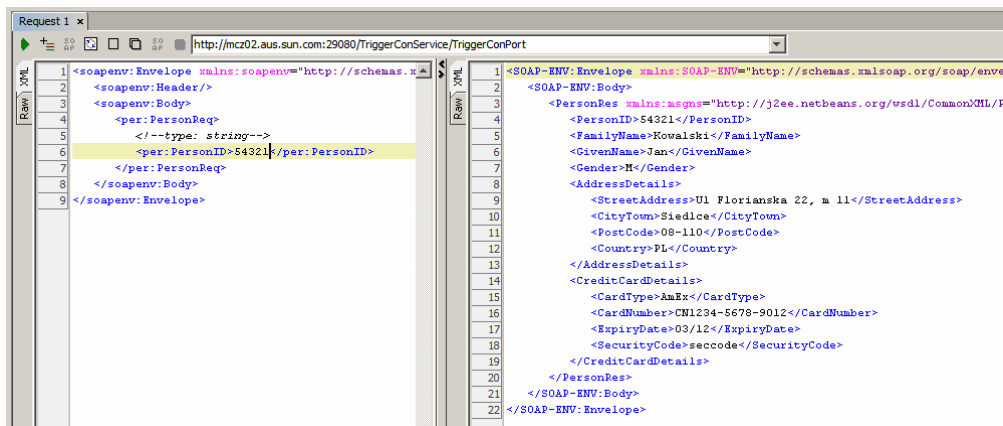 Request 1 ×
http://mcz02.aus.sun.com:29080/TriggerConService/TriggerConPort
XML
Raw
1 <soapenv:Envelope xmlns:soapenv="http://schemas.x
2 <soapenv:Header/>
3 <soapenv:Body>
4 <per:PersonReq>
5 <!--type: string-->
6 <per:PersonID>54321</per:PersonID>
7 </per:PersonReq>
8 </soapenv:Body>
9 </soapenv:Envelope>
XML
Raw
1 <SOAP-ENV:Envelope xmlns:SOAP-ENV="http://schemas.xmlsoap.org/soap/enve
2 <SOAP-ENV:Body>
3 <PersonRes xmlns:msgns="http://j2ee.netbeans.org/wsdl/CommonXML/P
4 <PersonID>54321</PersonID>
5 <FamilyName>Kowalski</FamilyName>
6 <GivenName>Jan</GivenName>
7 <Gender>M</Gender>
8 <AddressDetails>
9 <StreetAddress>Ul Florianska 22, m 11</StreetAddress>
10 <CityTown>Siedlce</CityTown>
11 <PostCode>08-110</PostCode>
12 <Country>PL</Country>
13 </AddressDetails>
14 <CreditCardDetails>
15 <CardType>AmEx</CardType>
16 <CardNumber>CN1234-5678-9012</CardNumber>
17 <ExpiryDate>03/12</ExpiryDate>
18 <SecurityCode>seccode</SecurityCode>
19 </CreditCardDetails>
20 </PersonRes>
21 </SOAP-ENV:Body>
22 </SOAP-ENV:Envelope>